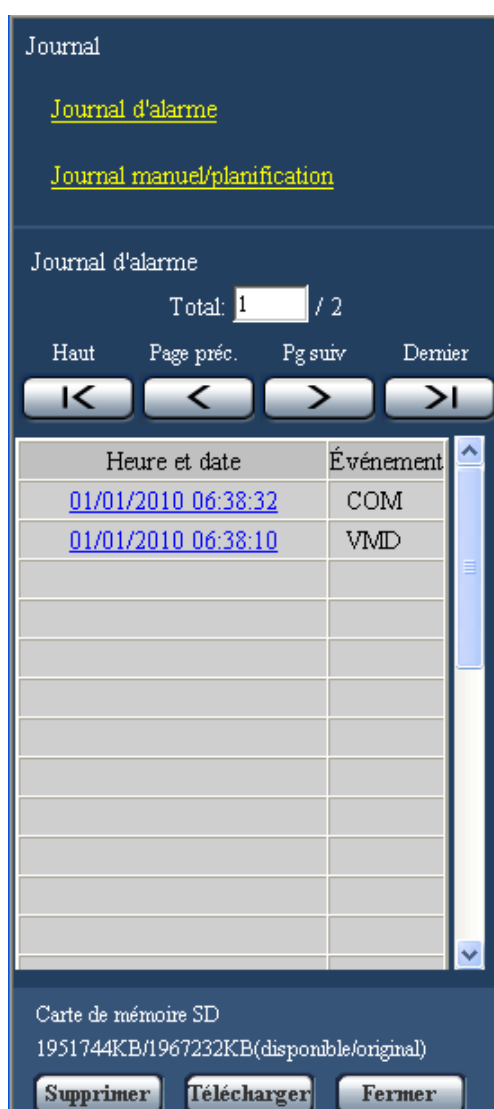 Journal
Journal d'alarme
Journal manuel/planification
Journal d'alarme
Total: 1 / 2
Haut Page préc. Pg suiv Dernier
Heure et date Événement
01/01/2010 06:38:32 COM
01/01/2010 06:38:10 VMD
Carte de mémoire SD
1951744KB/1967232KB(disponible/original)
Supprimer Télécharger Fermer